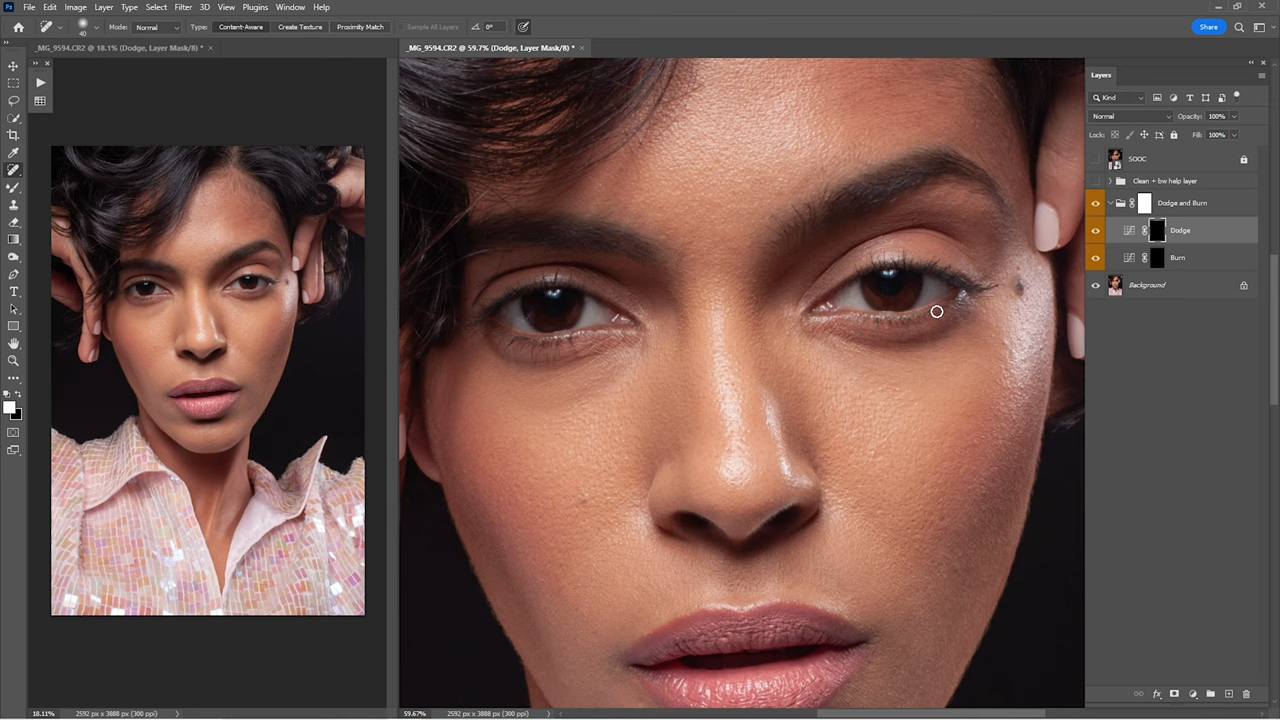 Ps File Edit Image Layer Type Select Filter 3D View Plugins Window Help
40 Mode: Normal Type: Content-Aware Create Texture Proximity Match Sample All Layers 0° Share
_MG_9594.CR2 @ 18.1% (Dodge, Layer Mask/8) * × _MG_9594.CR2 @ 59.7% (Dodge, Layer Mask/8) * ×
Layers
Kind
Normal Opacity: 100%
Lock: Fill: 100%
SOOC
Clean + bw help layer
Dodge and Burn
Dodge
Burn
Background
18.11% 2592 px x 3888 px (300 ppi) 59.67% 2592 px x 3888 px (300 ppi)